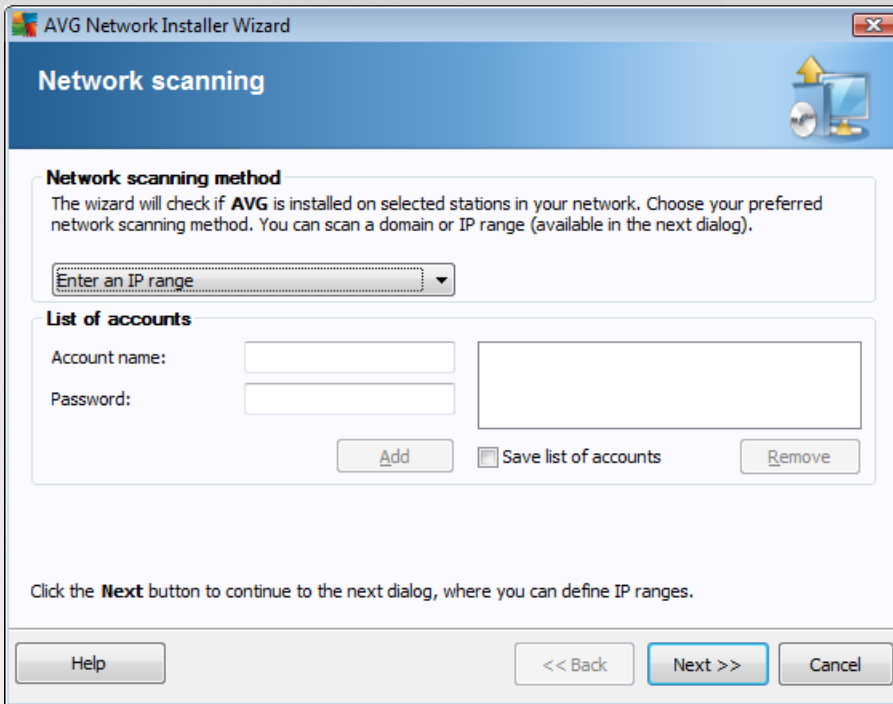 AVG Network Installer Wizard
Network scanning
Network scanning method
The wizard will check if AVG is installed on selected stations in your network. Choose your preferred
network scanning method. You can scan a domain or IP range (available in the next dialog).
Enter an IP range
List of accounts
Account name:
Password:
Add
Save list of accounts
Remove
Click the Next button to continue to the next dialog, where you can define IP ranges.
Help
<< Back
Next >>
Cancel